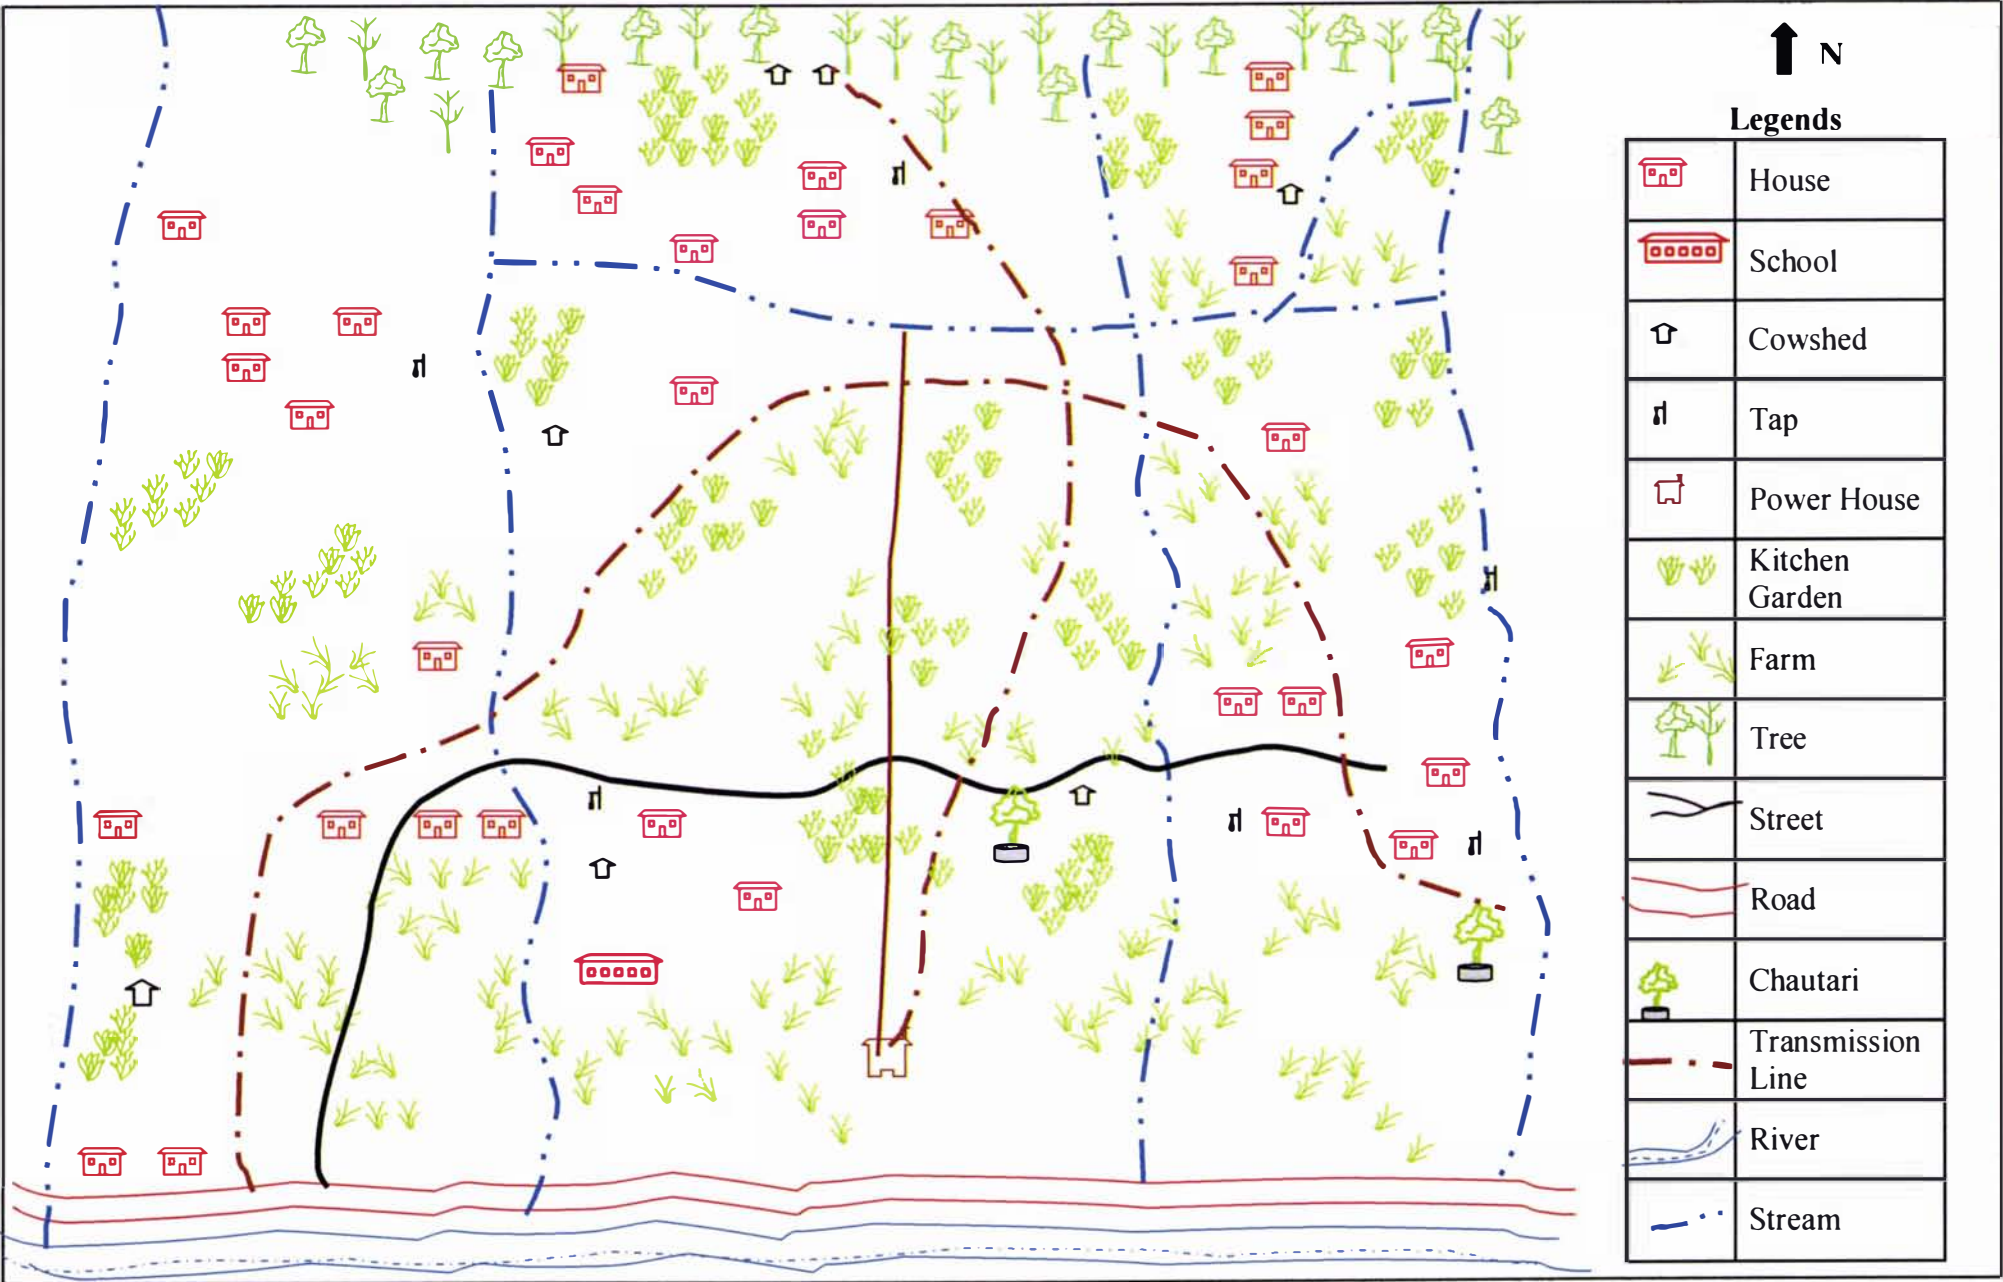 N
Legends
House
School
Cowshed
Tap
Power House
Kitchen
Garden
Farm
Tree
Street
Road
Chautari
Transmission
Line
River
Stream